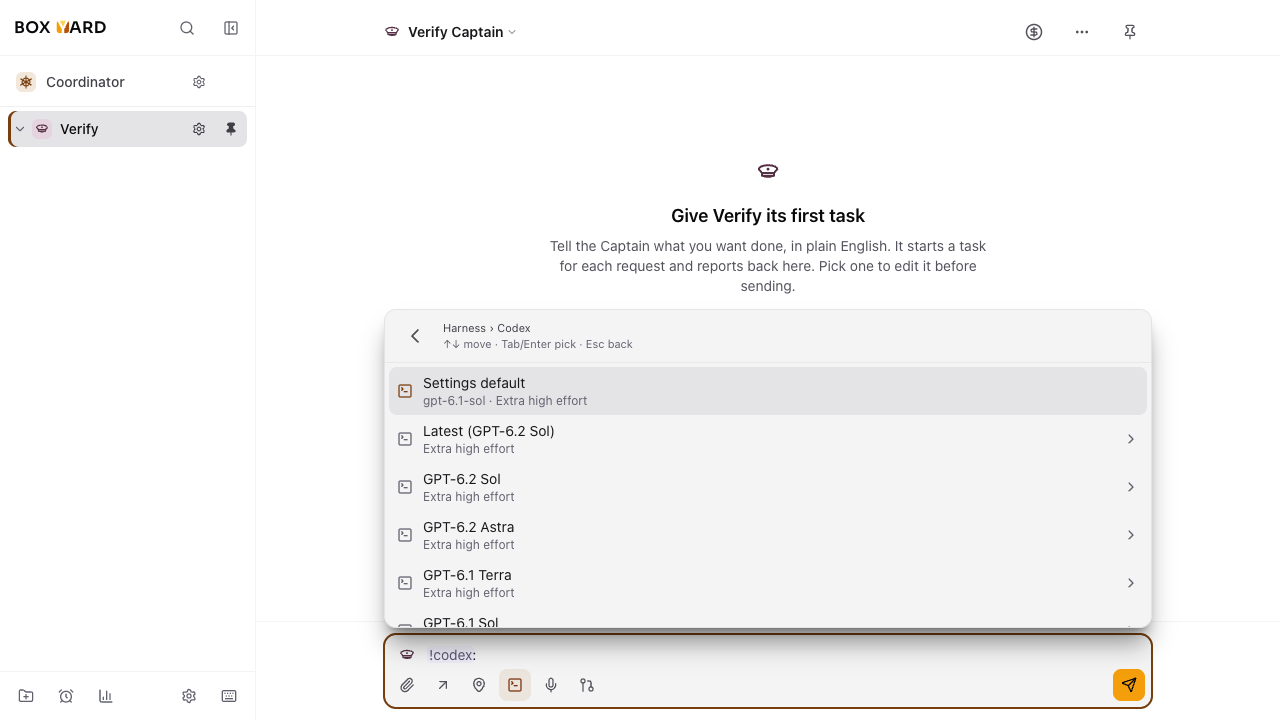 BOX YARD
Verify Captain
Coordinator
Verify
Give Verify its first task
Tell the Captain what you want done, in plain English. It starts a task
for each request and reports back here. Pick one to edit it before
sending.
Harness › Codex
↑↓ move · Tab/Enter pick · Esc back
Settings default
gpt-6.1-sol · Extra high effort
Latest (GPT-6.2 Sol)
Extra high effort
GPT-6.2 Sol
Extra high effort
GPT-6.2 Astra
Extra high effort
GPT-6.1 Terra
Extra high effort
GPT-6.1 Sol
!codex: